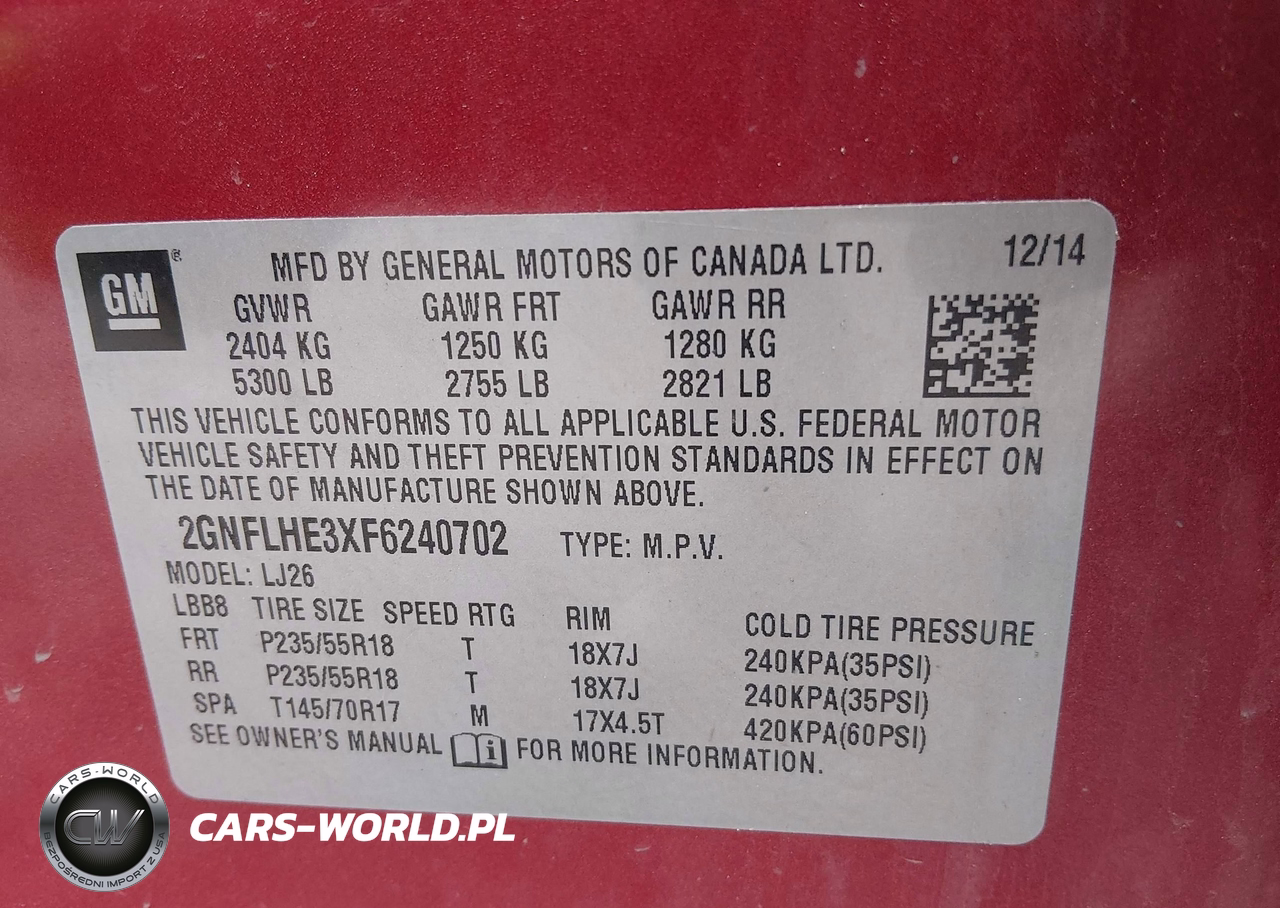 GM ®
MFD BY GENERAL MOTORS OF CANADA LTD. 12/14
GVWR GAWR FRT GAWR RR
2404 KG 1250 KG 1280 KG
5300 LB 2755 LB 2821 LB
THIS VEHICLE CONFORMS TO ALL APPLICABLE U.S. FEDERAL MOTOR
VEHICLE SAFETY AND THEFT PREVENTION STANDARDS IN EFFECT ON
THE DATE OF MANUFACTURE SHOWN ABOVE.
2GNFLHE3XF6240702 TYPE: M.P.V.
MODEL: LJ26
LBB8 TIRE SIZE SPEED RTG RIM COLD TIRE PRESSURE
FRT P235/55R18 T 18X7J 240KPA(35PSI)
RR P235/55R18 T 18X7J 240KPA(35PSI)
SPA T145/70R17 M 17X4.5T 420KPA(60PSI)
SEE OWNER'S MANUAL i FOR MORE INFORMATION.
CARS-WORLD
CW
BEZPOŚREDNI IMPORT Z USA
CARS-WORLD.PL